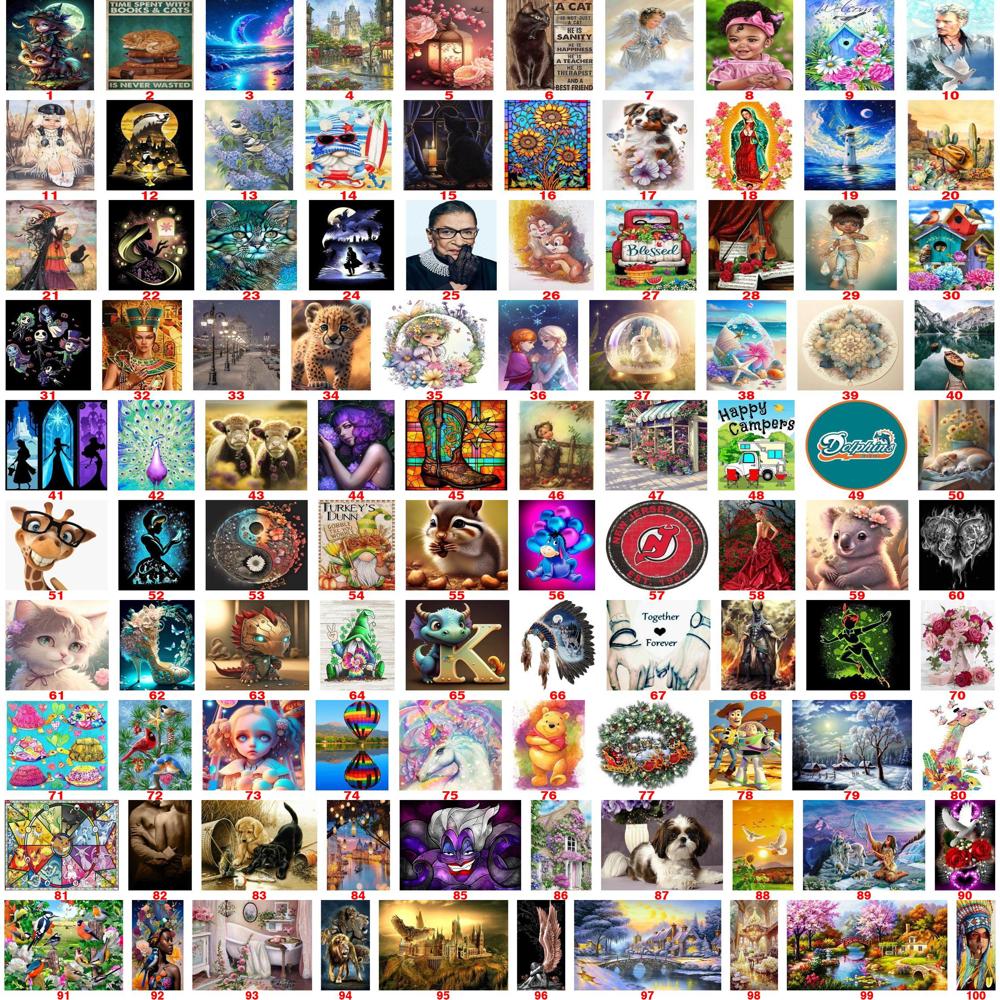 TIME SPENT WITH
BOOKS & CATS
IS NEVER WASTED
A CAT
IS NOT JUST
A CAT
HE IS
SANITY
HE IS
HAPPINESS
HE IS
A TEACHER
HE IS
THERAPIST
AND A
BEST FRIEND
1 2 3 4 5 6 7 8 9 10
11 12 13 14 15 16 17 18 19 20
Blessed
21 22 23 24 25 26 27 28 29 30
31 32 33 34 35 36 37 38 39 40
Happy
Campers
Dolphins
41 42 43 44 45 46 47 48 49 50
TURKEY'S
DUNN
GOBBLE
NEW JERSEY DEVILS
51 52 53 54 55 56 57 58 59 60
K
Together
Forever
61 62 63 64 65 66 67 68 69 70
71 72 73 74 75 76 77 78 79 80
81 82 83 84 85 86 87 88 89 90
91 92 93 94 95 96 97 98 99 100